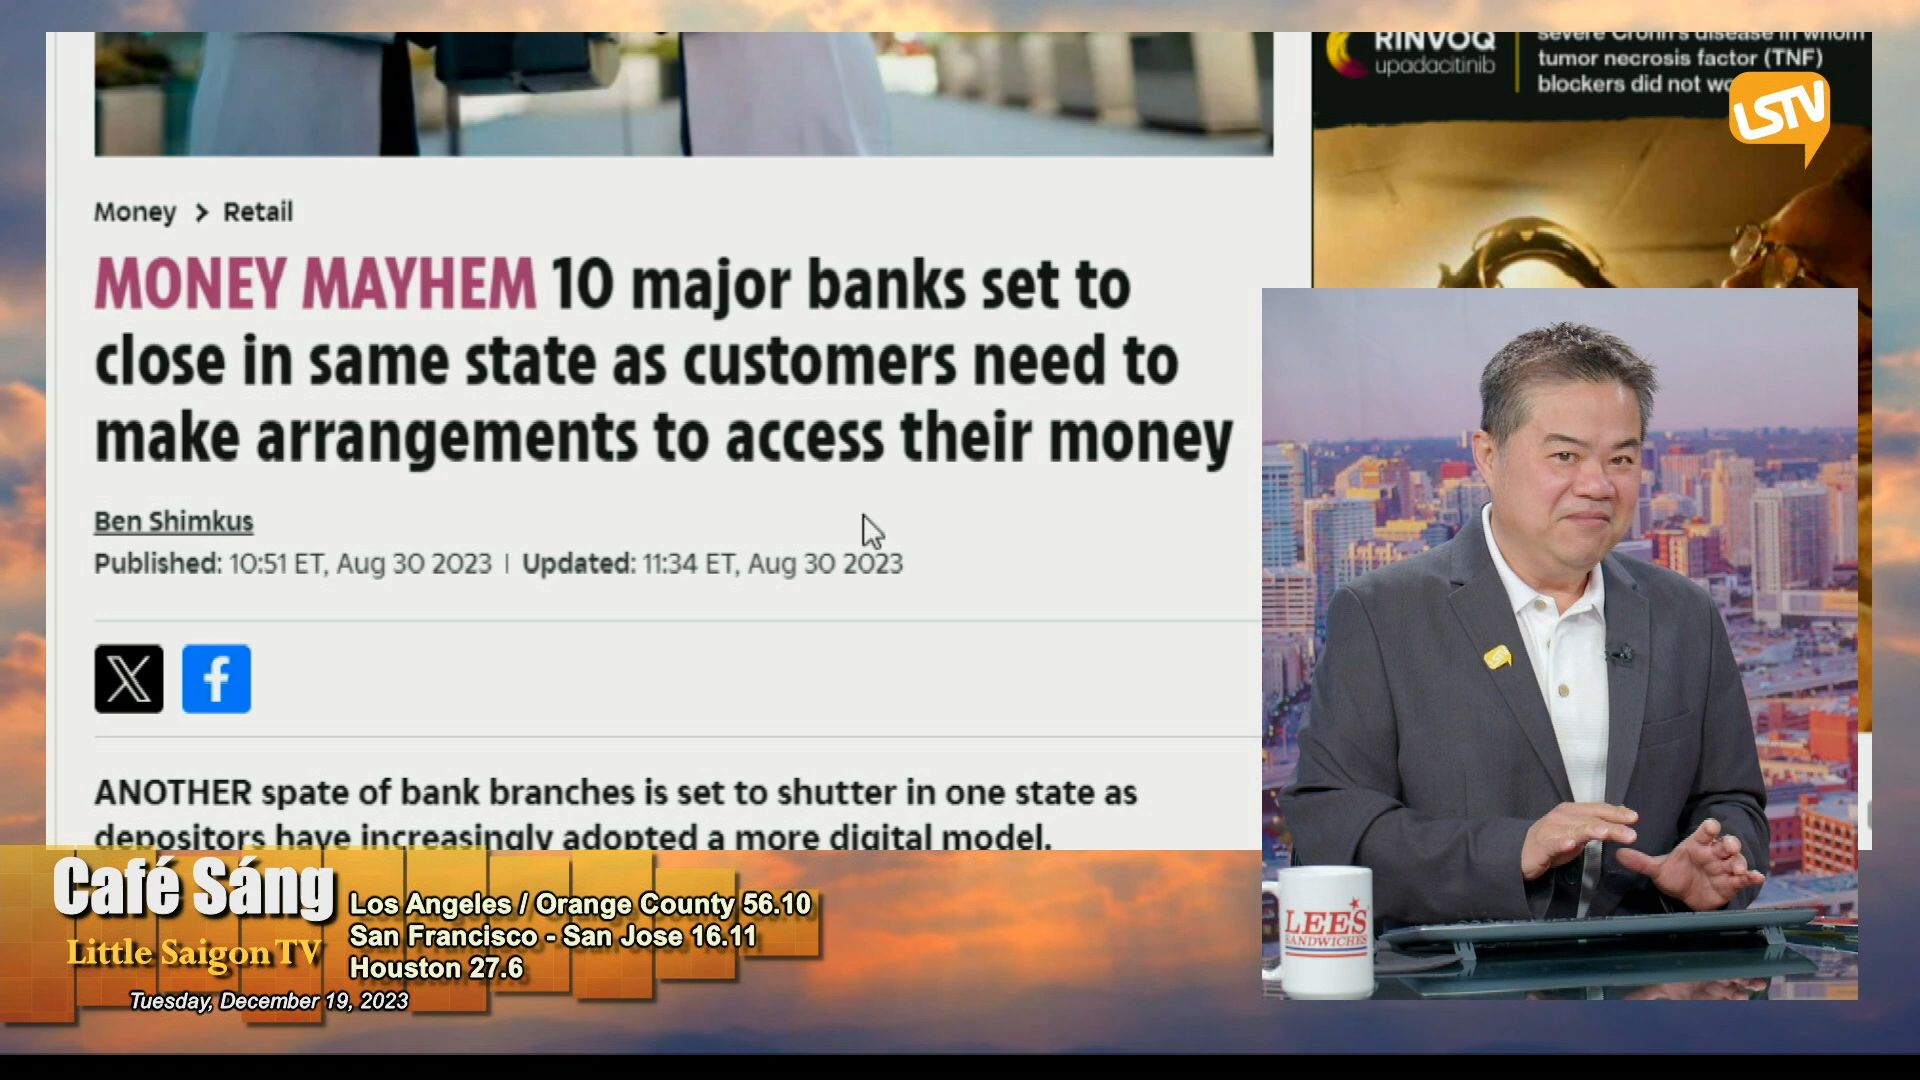 RINVOQ
upadacitinib
severe Crohn's disease in whom
tumor necrosis factor (TNF)
blockers did not
LSTV
Money > Retail
MONEY MAYHEM 10 major banks set to
close in same state as customers need to
make arrangements to access their money
Ben Shimkus
Published: 10:51 ET, Aug 30 2023 | Updated: 11:34 ET, Aug 30 2023
ANOTHER spate of bank branches is set to shutter in one state as
depositors have increasingly adopted a more digital model.
LEE'S
SANDWICHES
Café Sáng
Little Saigon TV
Los Angeles / Orange County 56.10
San Francisco - San Jose 16.11
Houston 27.6
Tuesday, December 19, 2023